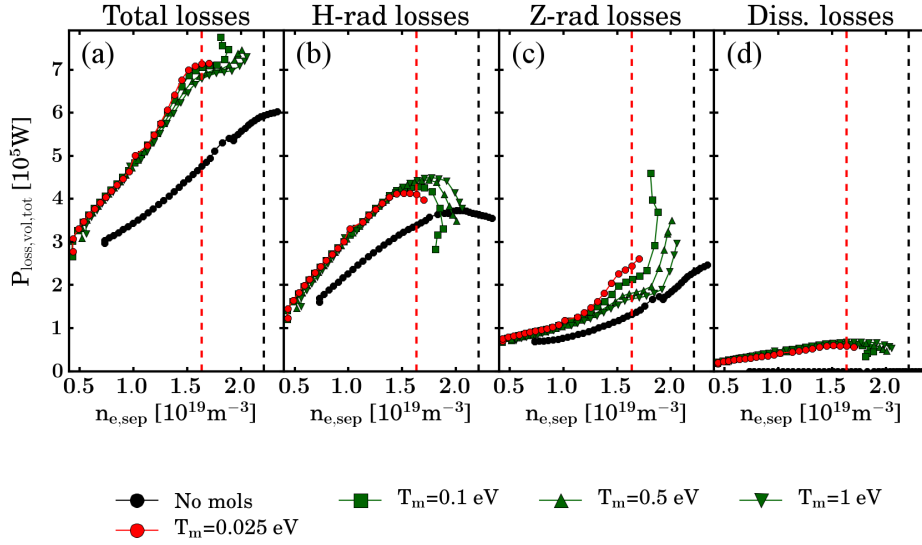 Total losses H-rad losses Z-rad losses Diss. losses
(a) (b) (c) (d)
P_loss,vol,tot [10^5W]
7
6
5
4
3
2
1
0
0.5 1.0 1.5 2.0 0.5 1.0 1.5 2.0 0.5 1.0 1.5 2.0 0.5 1.0 1.5 2.0
n_e,sep [10^19m^−3] n_e,sep [10^19m^−3] n_e,sep [10^19m^−3] n_e,sep [10^19m^−3]
No mols T_m=0.1 eV T_m=0.5 eV T_m=1 eV
T_m=0.025 eV